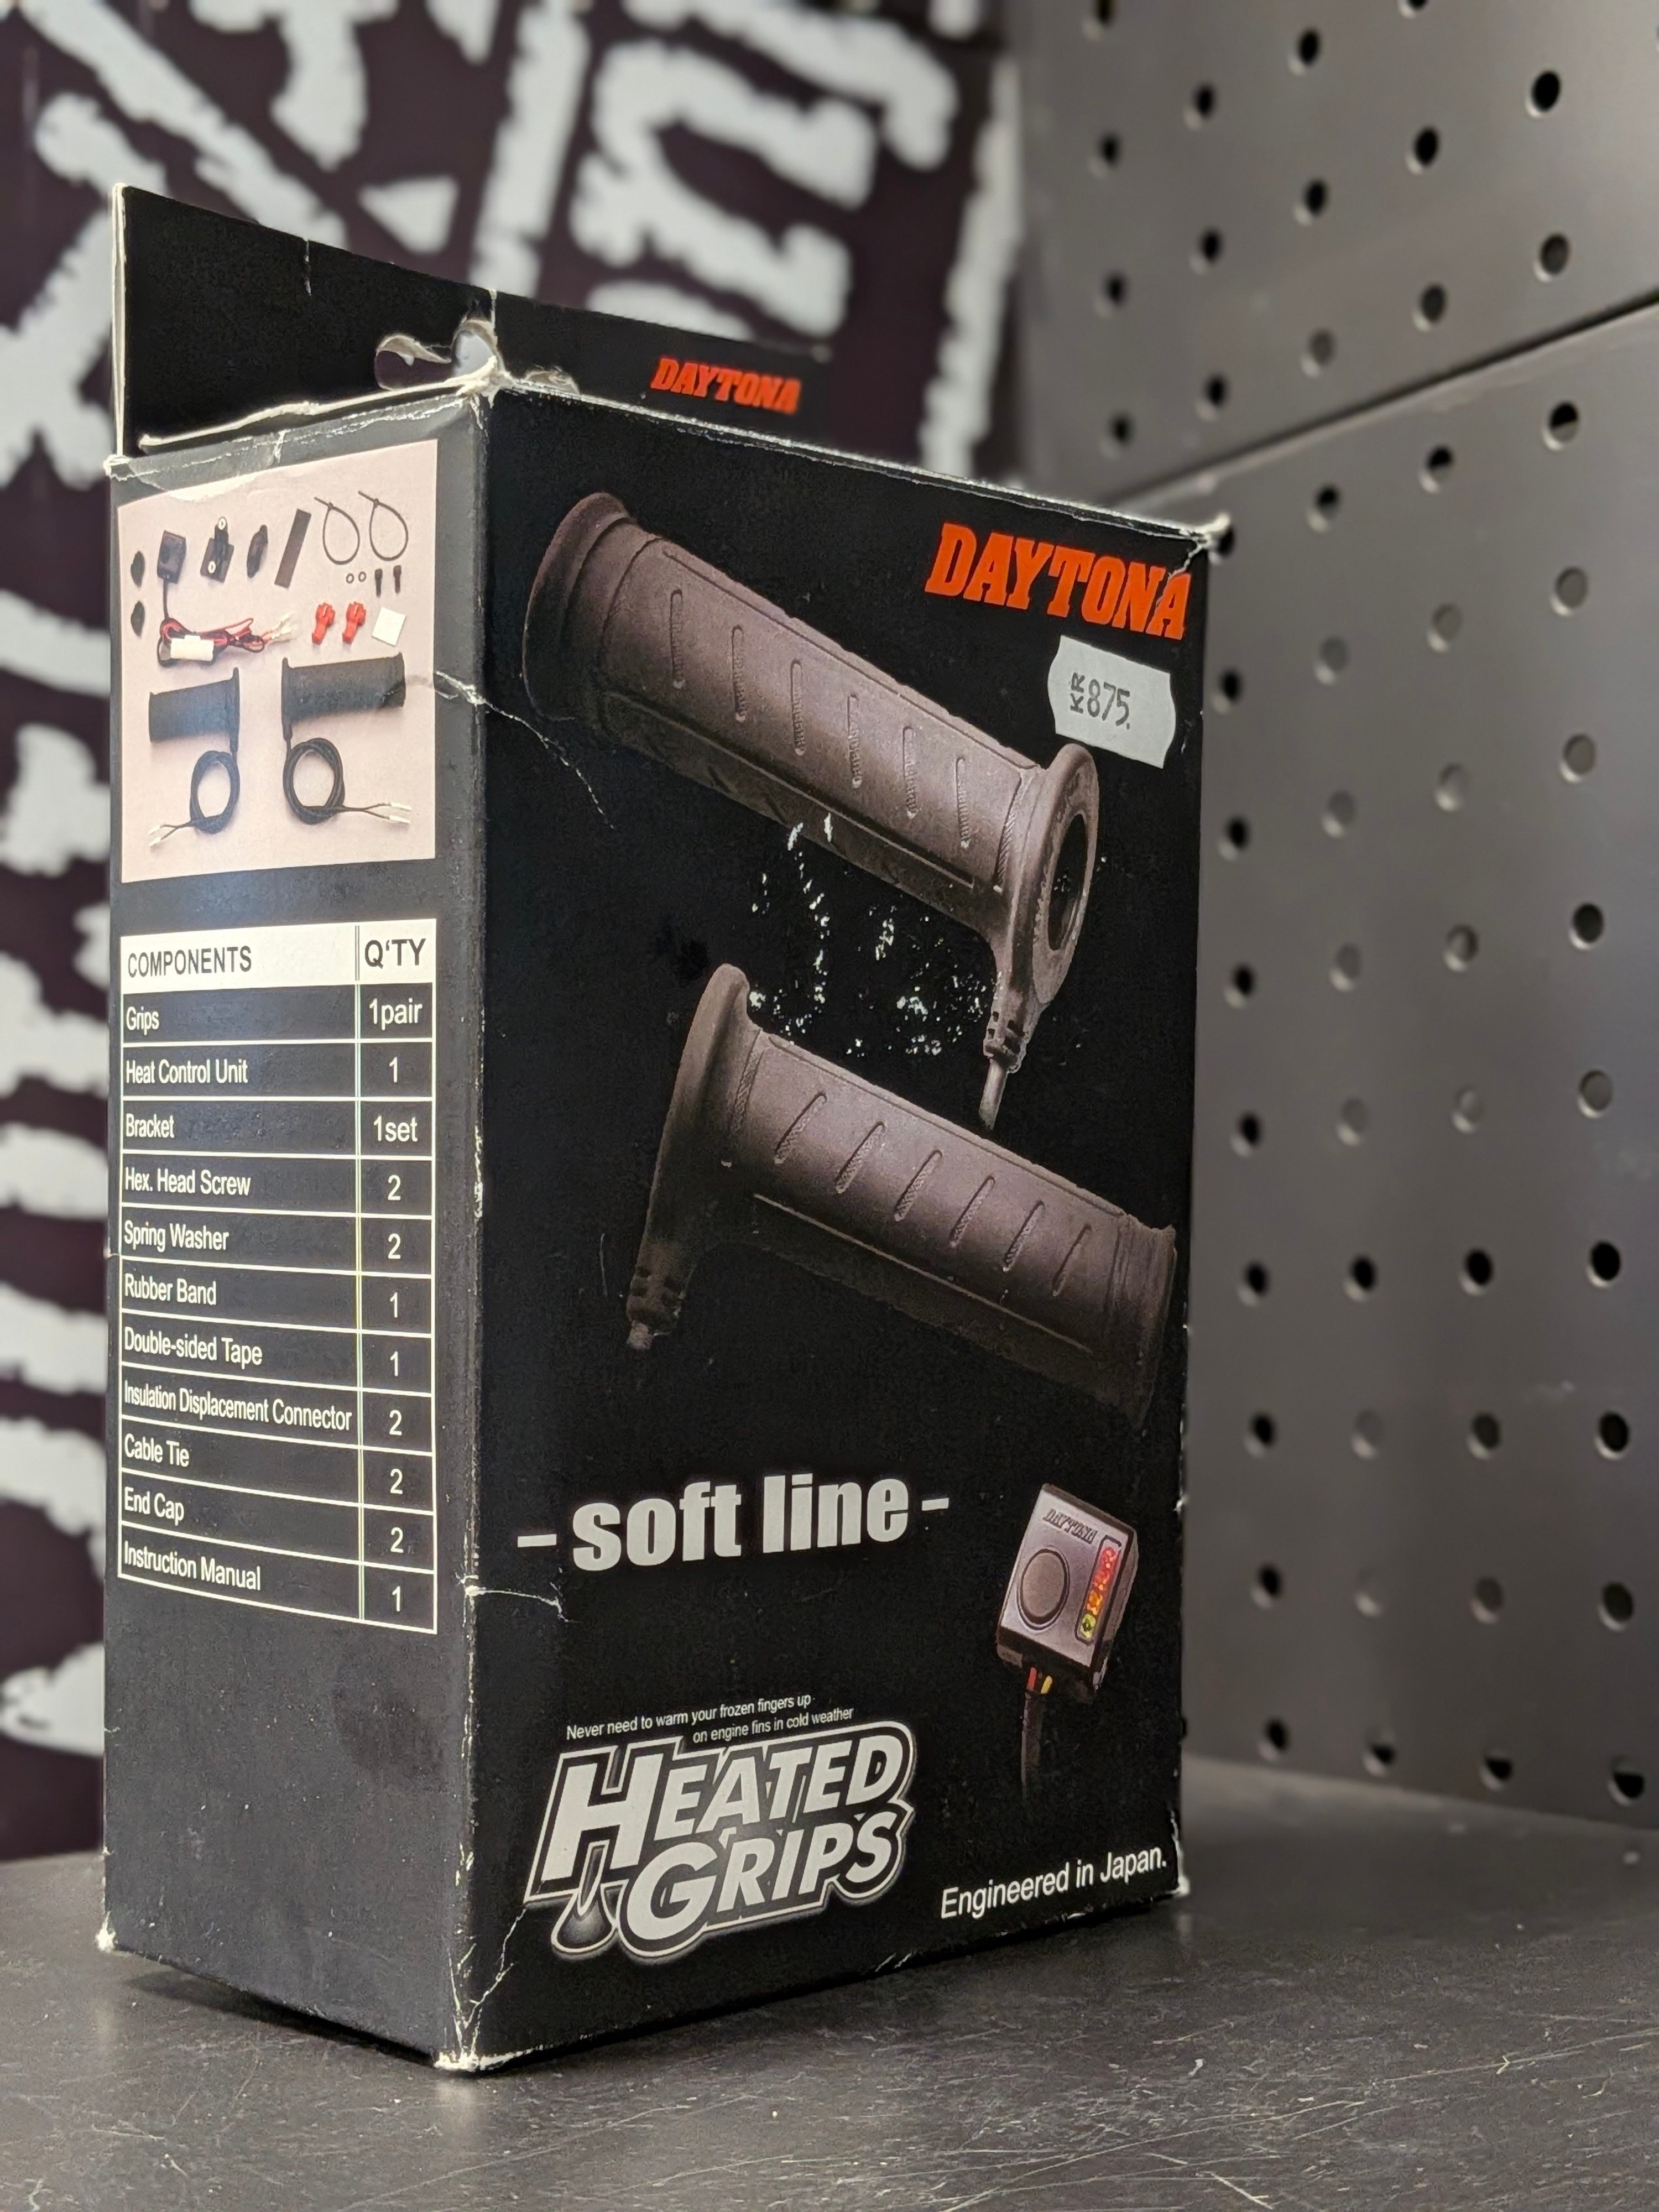 DAYTONA
DAYTONA
KR 875.
COMPONENTS Q'TY
Grips 1pair
Heat Control Unit 1
Bracket 1set
Hex. Head Screw 2
Spring Washer 2
Rubber Band 1
Double-sided Tape 1
Insulation Displacement Connector 2
Cable Tie 2
End Cap 2
Instruction Manual 1
-soft line-
DAYTONA
Never need to warm your frozen fingers up
on engine fins in cold weather
HEATED
GRIPS
Engineered in Japan.